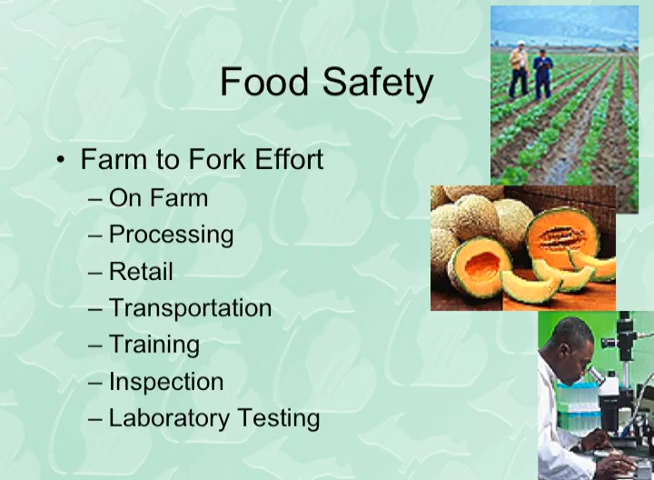 Food Safety
• Farm to Fork Effort
– On Farm
– Processing
– Retail
– Transportation
– Training
– Inspection
– Laboratory Testing